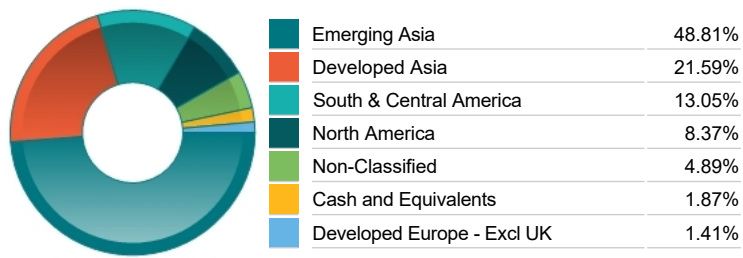 Emerging Asia 48.81%
Developed Asia 21.59%
South & Central America 13.05%
North America 8.37%
Non-Classified 4.89%
Cash and Equivalents 1.87%
Developed Europe - Excl UK 1.41%